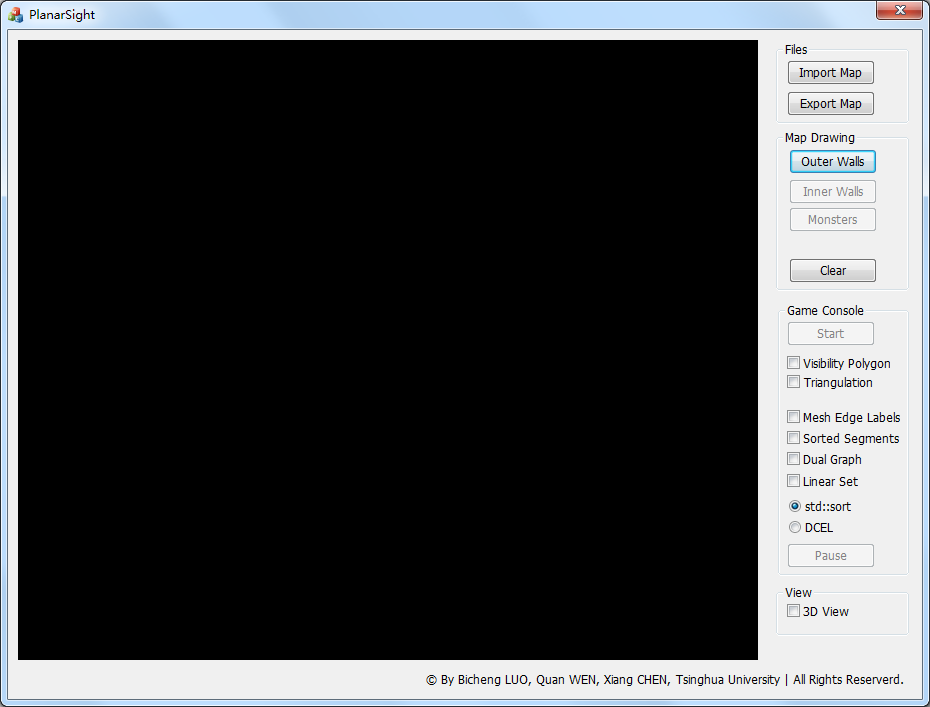 PlanarSight
Files
Import Map
Export Map
Map Drawing
Outer Walls
Inner Walls
Monsters
Clear
Game Console
Start
Visibility Polygon
Triangulation
Mesh Edge Labels
Sorted Segments
Dual Graph
Linear Set
std::sort
DCEL
Pause
View
3D View
© By Bicheng LUO, Quan WEN, Xiang CHEN, Tsinghua University | All Rights Reserverd.